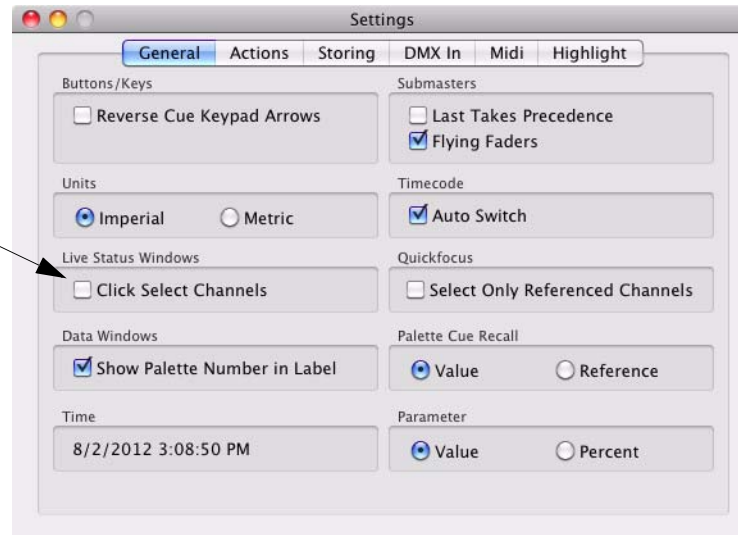 Settings
General Actions Storing DMX In Midi Highlight
Buttons/Keys
Reverse Cue Keypad Arrows
Submasters
Last Takes Precedence
Flying Faders
Units
Imperial Metric
Timecode
Auto Switch
Live Status Windows
Click Select Channels
Quickfocus
Select Only Referenced Channels
Data Windows
Show Palette Number in Label
Palette Cue Recall
Value Reference
Time
8/2/2012 3:08:50 PM
Parameter
Value Percent